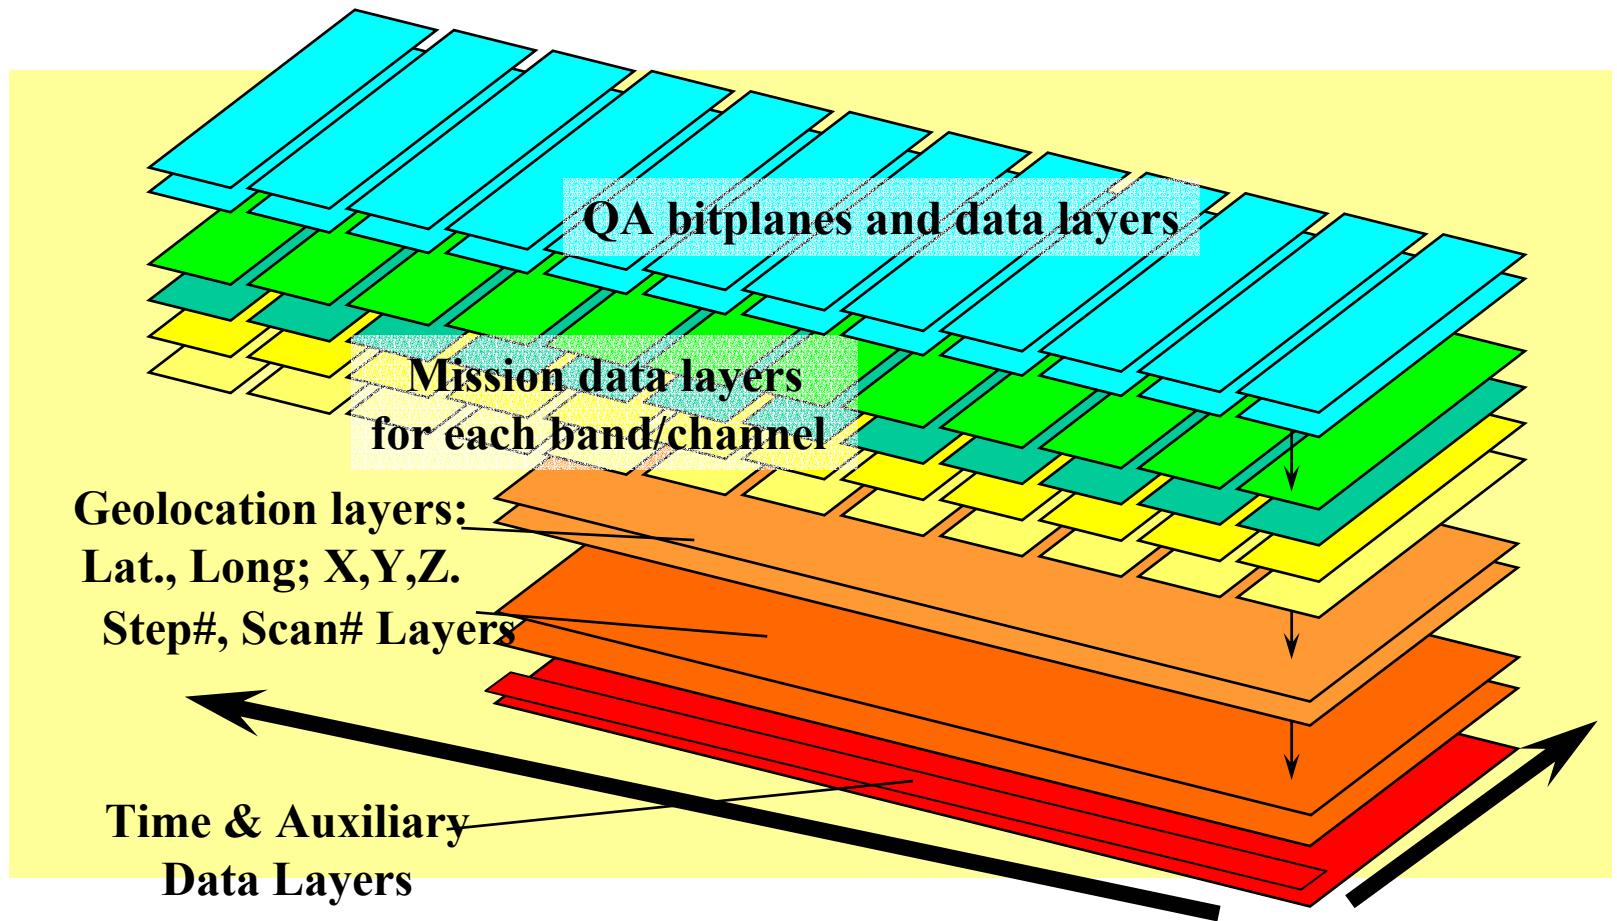 QA bitplanes and data layers
Mission data layers
for each band/channel
Geolocation layers:
Lat., Long; X,Y,Z.
Step#, Scan# Layers
Time & Auxiliary
Data Layers